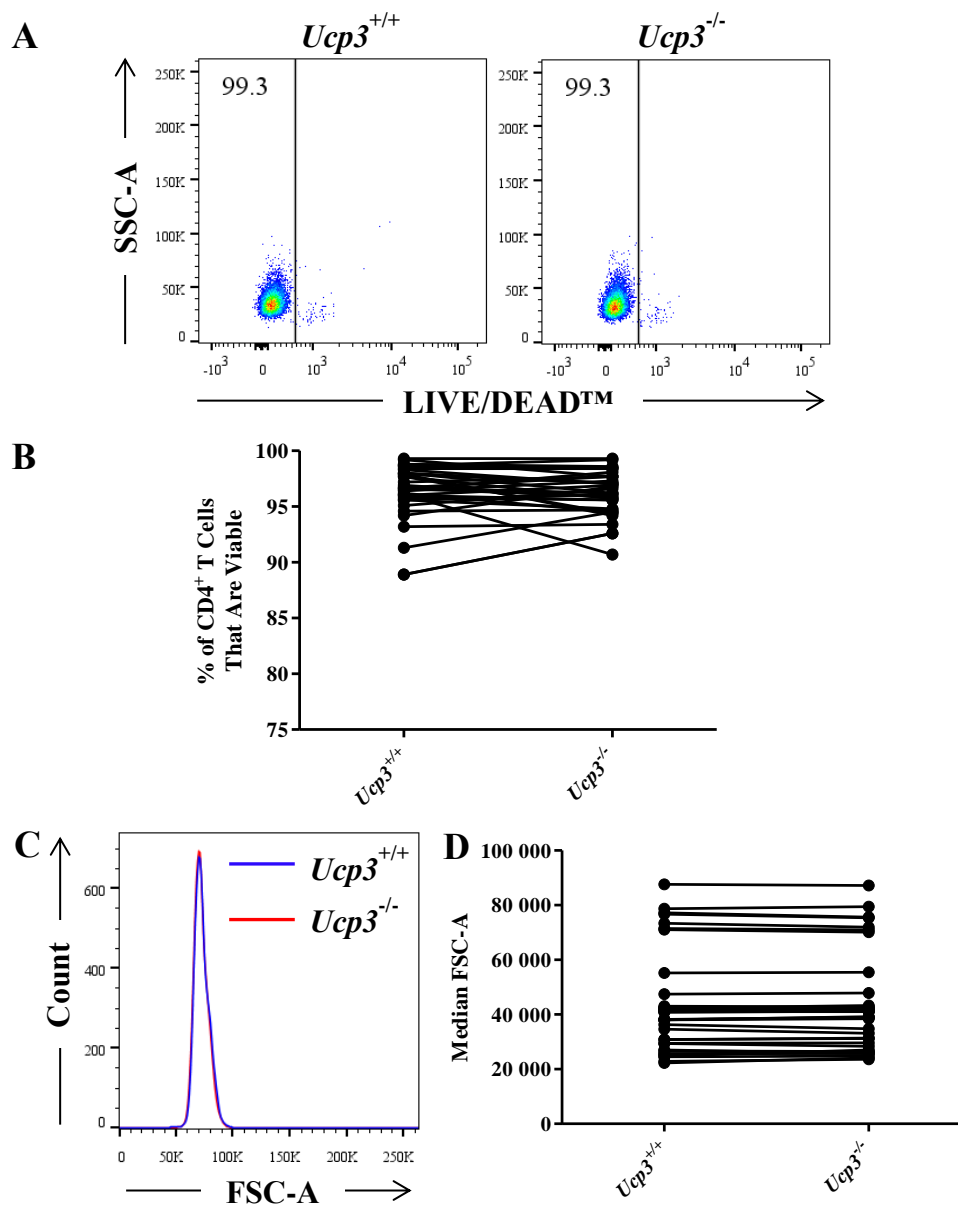 A
Ucp3+/+
Ucp3-/-
99.3
99.3
250K
200K
150K
100K
50K
0
250K
200K
150K
100K
50K
0
SSC-A
-10³ 0 10³ 10⁴ 10⁵
-10³ 0 10³ 10⁴ 10⁵
LIVE/DEAD™
B
100
95
90
85
80
75
% of CD4⁺ T Cells
That Are Viable
Ucp3+/+
Ucp3-/-
C
Ucp3+/+
Ucp3-/-
600
400
200
0
Count
0 50K 100K 150K 200K 250K
FSC-A
D
100 000
80 000
60 000
40 000
20 000
0
Median FSC-A
Ucp3+/+
Ucp3-/-